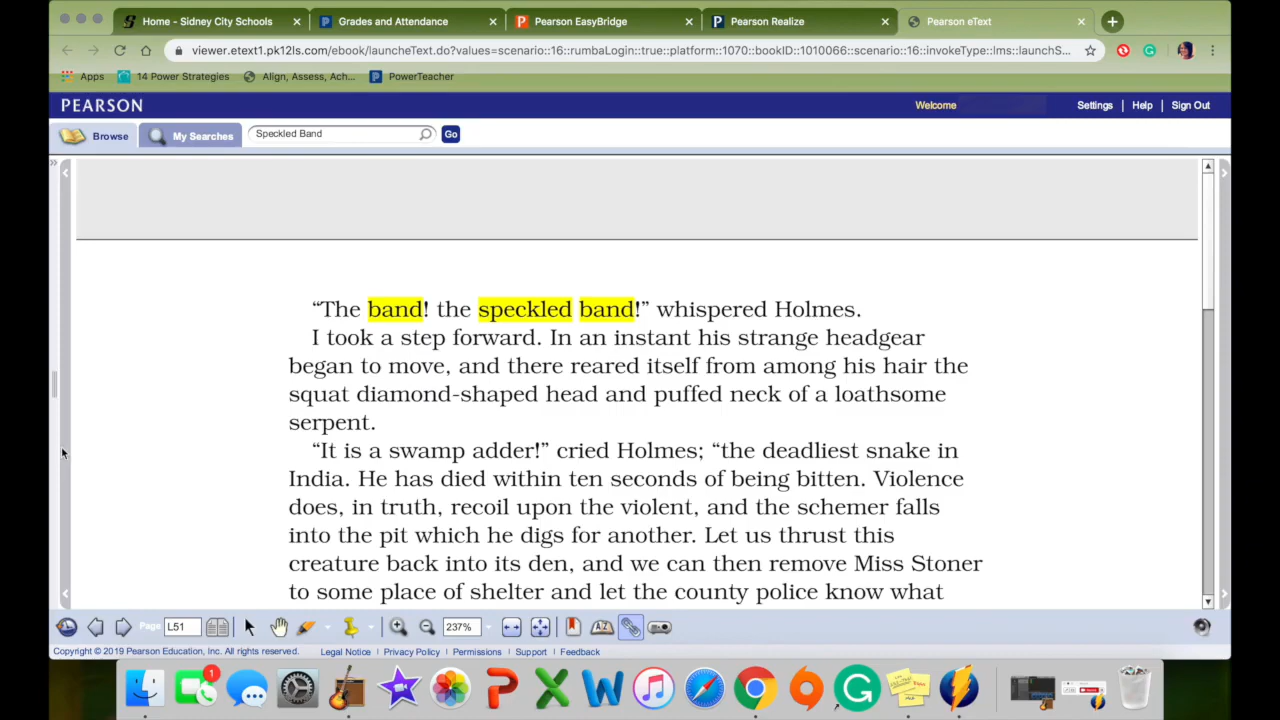 Home - Sidney City Schools
Grades and Attendance
Pearson EasyBridge
Pearson Realize
Pearson eText
viewer.etext1.pk12ls.com/ebook/launcheText.do?values=scenario::16::rumbaLogin::true::platform::1070::bookID::1010066::scenario::16::invokeType::lms::launchS...
Apps 14 Power Strategies Align, Assess, Ach... PowerTeacher
PEARSON Welcome Settings | Help | Sign Out
Browse My Searches Speckled Band Go
“The band! the speckled band!” whispered Holmes.
I took a step forward. In an instant his strange headgear
began to move, and there reared itself from among his hair the
squat diamond-shaped head and puffed neck of a loathsome
serpent.
“It is a swamp adder!” cried Holmes; “the deadliest snake in
India. He has died within ten seconds of being bitten. Violence
does, in truth, recoil upon the violent, and the schemer falls
into the pit which he digs for another. Let us thrust this
creature back into its den, and we can then remove Miss Stoner
to some place of shelter and let the county police know what
Page L51 237%
Copyright © 2019 Pearson Education, Inc. All rights reserved. Legal Notice | Privacy Policy | Permissions | Support | Feedback
1